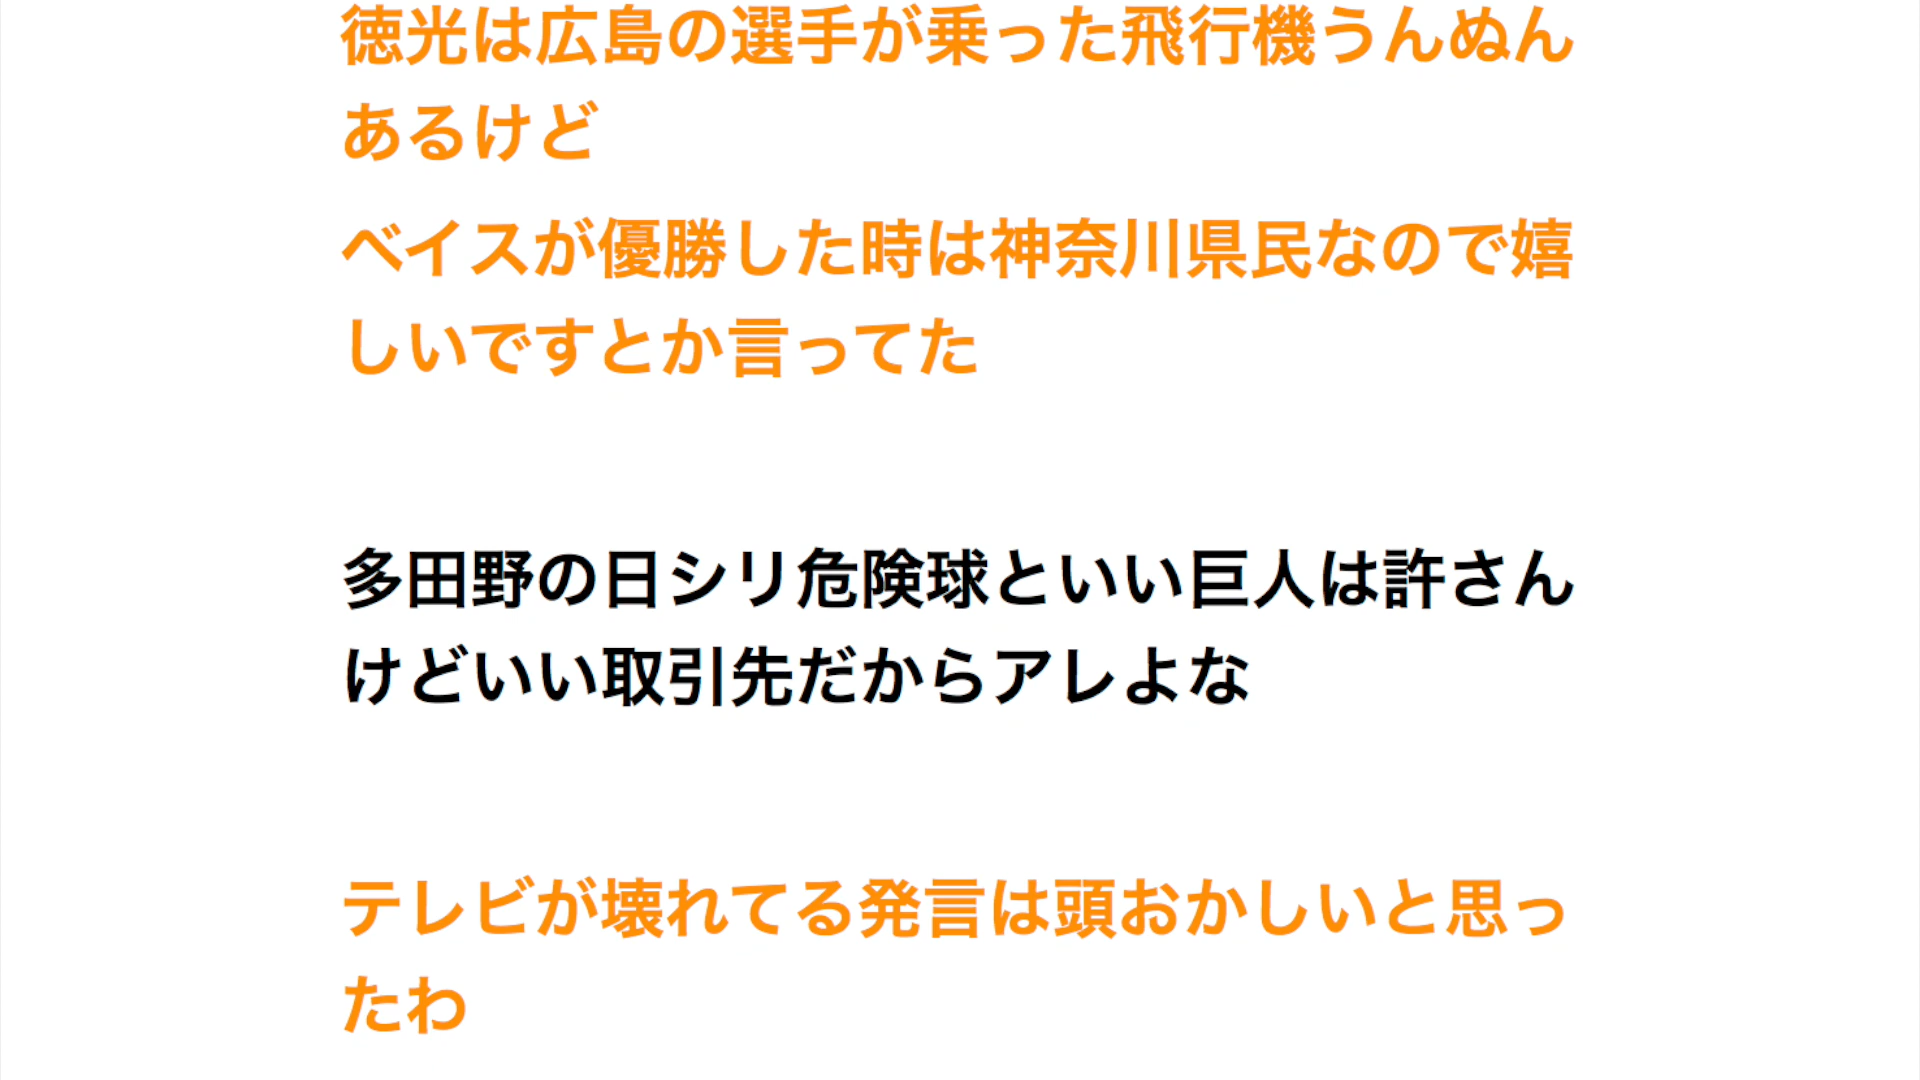 徳光は広島の選手が乗った飛行機うんぬん
あるけど
ベイスが優勝した時は神奈川県民なので嬉
しいですとか言ってた
多田野の日シリ危険球といい巨人は許さん
けどいい取引先だからアレよな
テレビが壊れてる発言は頭おかしいと思っ
たわ